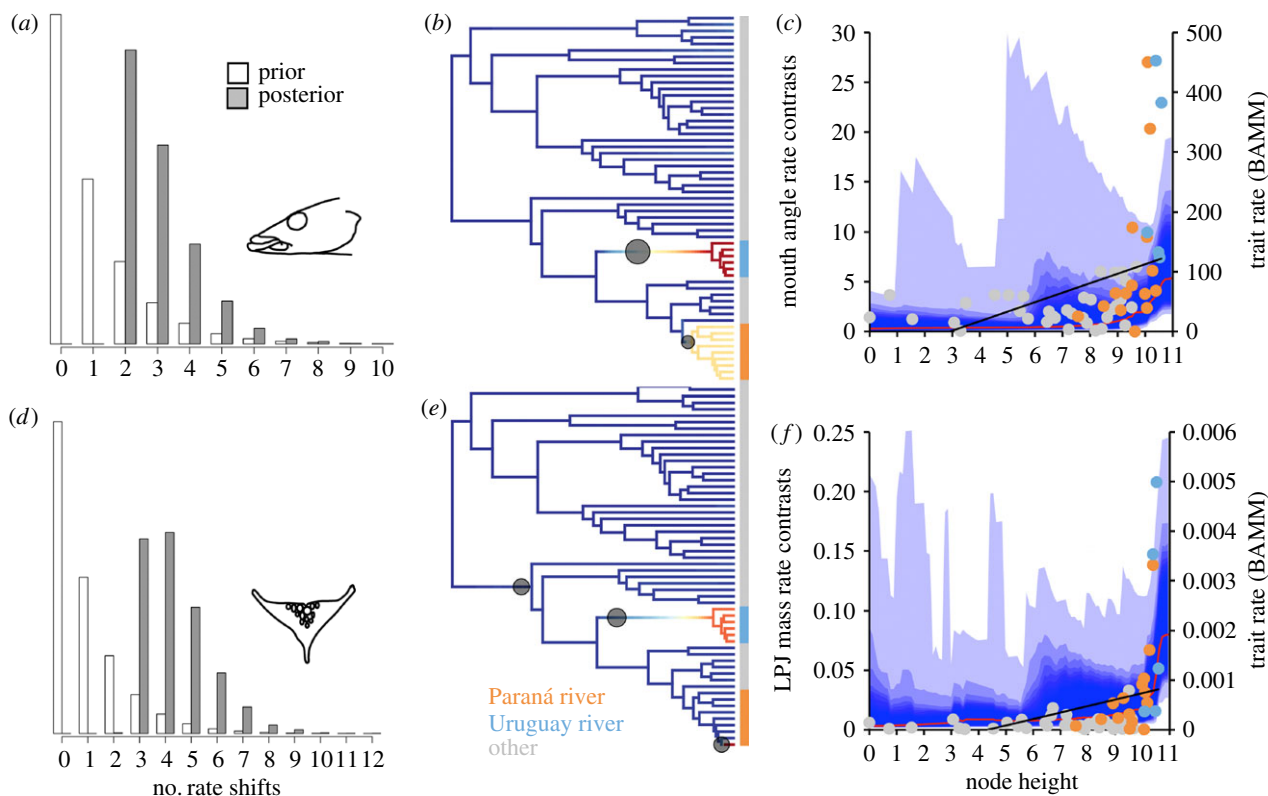 (a)
prior
posterior
0 1 2 3 4 5 6 7 8 9 10
(b)
(c)
30
25
20
15
10
5
0
mouth angle rate contrasts
500
400
300
200
100
0
trait rate (BAMM)
0 1 2 3 4 5 6 7 8 9 10 11
(d)
0 1 2 3 4 5 6 7 8 9 10 11 12
no. rate shifts
(e)
Paraná river
Uruguay river
other
(f)
0.25
0.20
0.15
0.10
0.05
0
LPJ mass rate contrasts
0.006
0.005
0.004
0.003
0.002
0.001
0
trait rate (BAMM)
0 1 2 3 4 5 6 7 8 9 10 11
node height